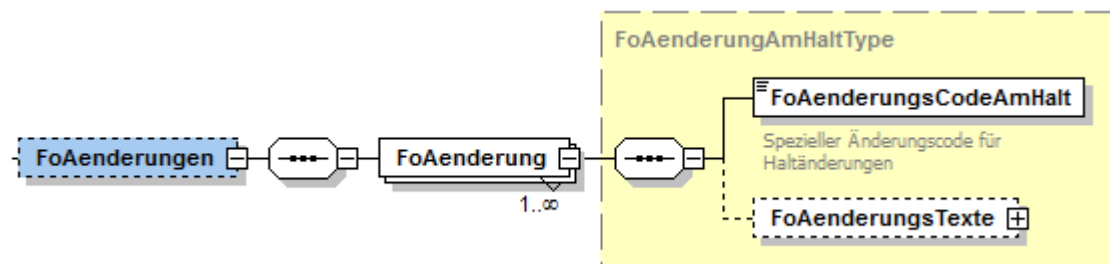 FoAenderungAmHaltType
FoAenderungsCodeAmHalt
Spezieller Änderungscode für
Haltänderungen
FoAenderungen
FoAenderung
1..∞
FoAenderungsTexte